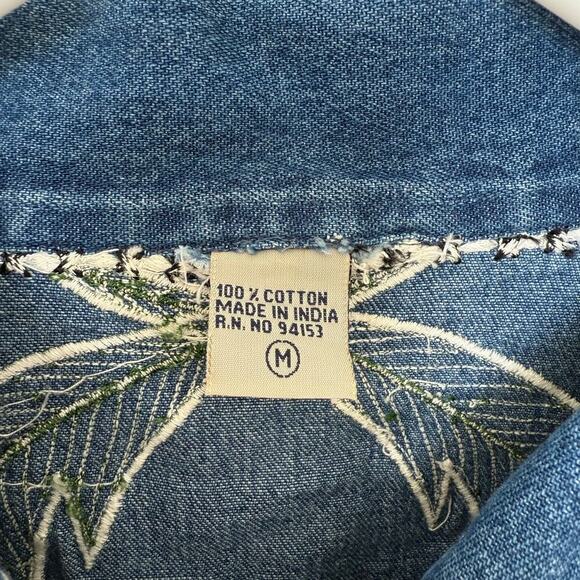 100 % COTTON
MADE IN INDIA
R.N. NO 94153
M